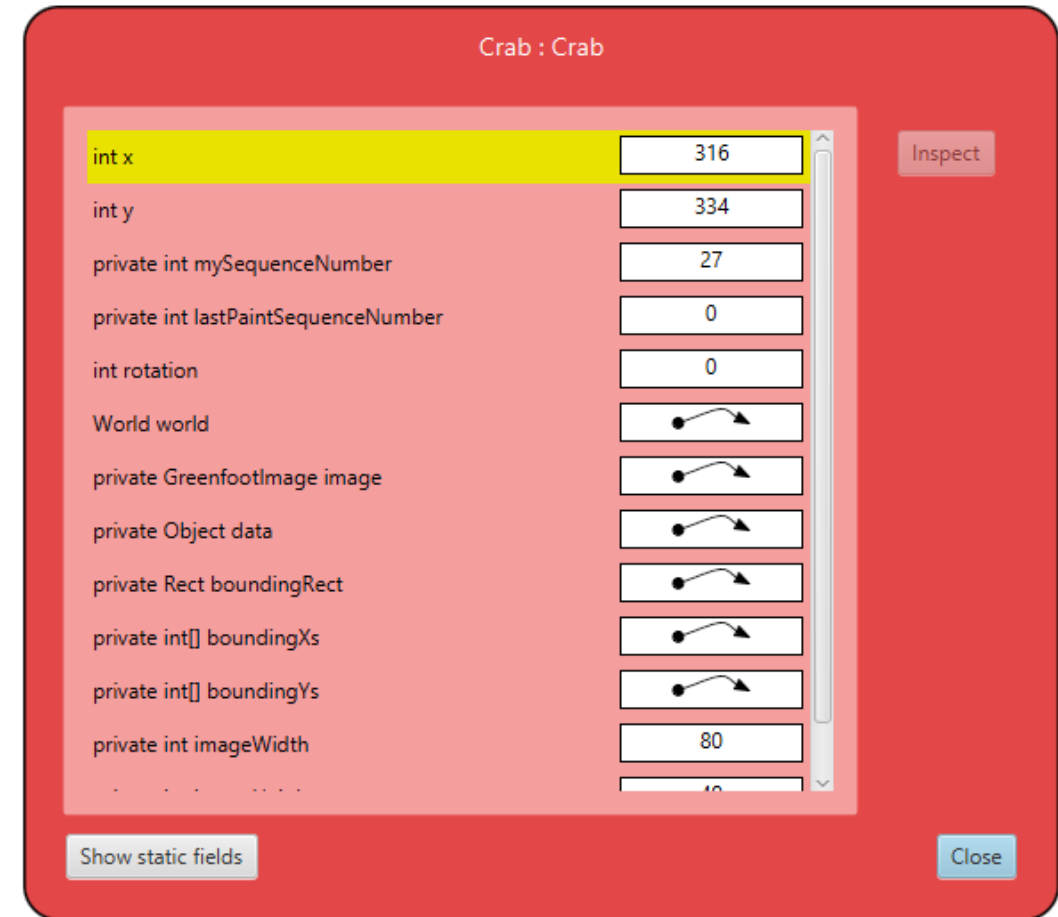 Crab : Crab
int x 316
Inspect
int y 334
private int mySequenceNumber 27
private int lastPaintSequenceNumber 0
int rotation 0
World world
private GreenfootImage image
private Object data
private Rect boundingRect
private int[] boundingXs
private int[] boundingYs
private int imageWidth 80
Show static fields
Close